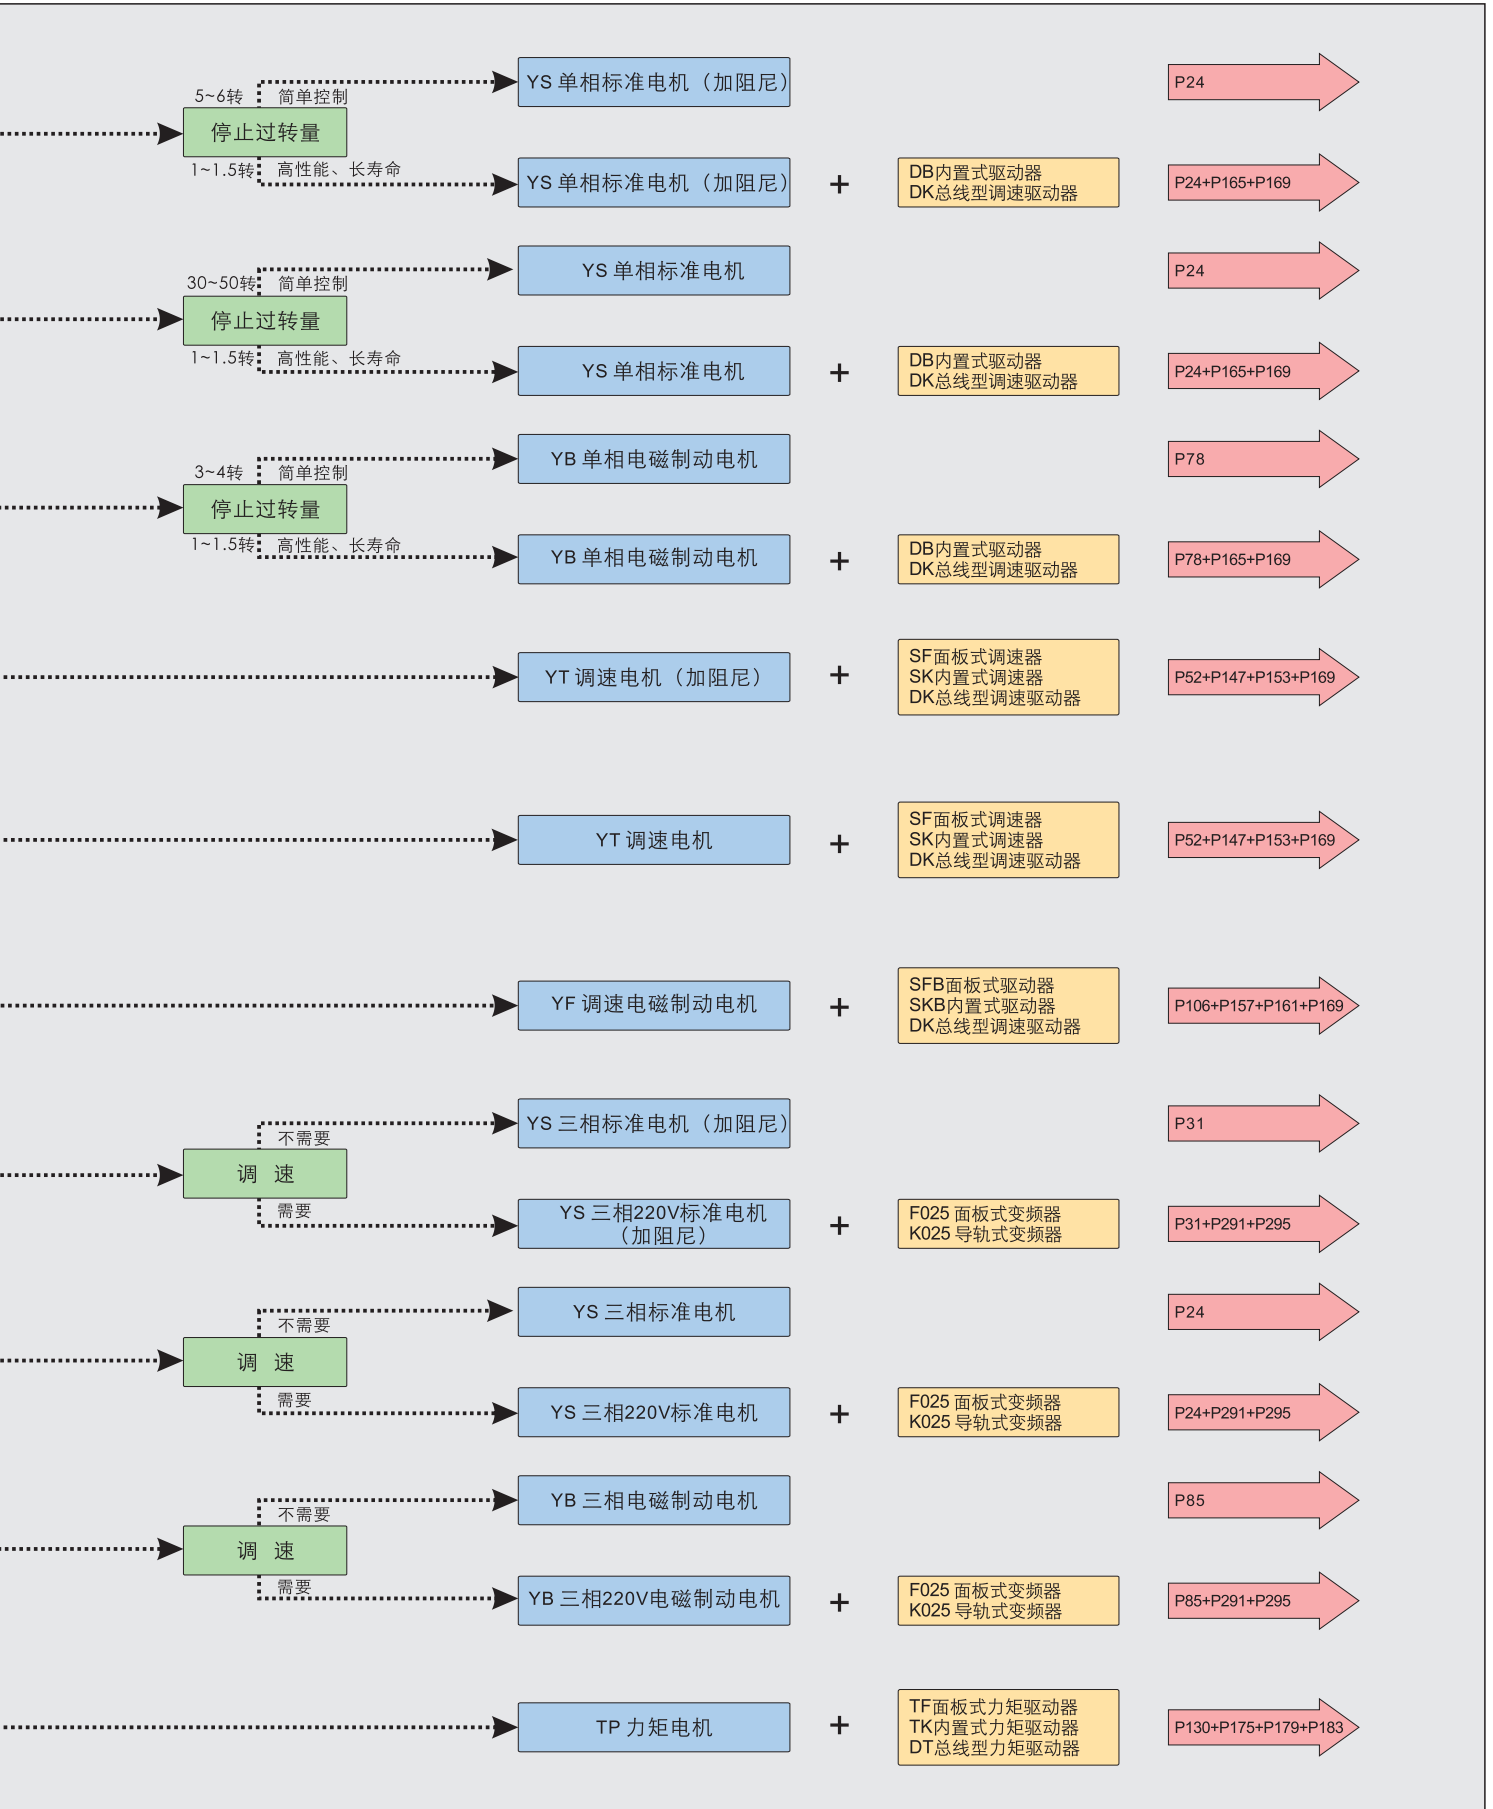 YS 单相标准电机（加阻尼）
P24
5~6转
简单控制
停止过转量
1~1.5转
高性能、长寿命
YS 单相标准电机（加阻尼）
+
DB内置式驱动器
DK总线型调速驱动器
P24+P165+P169
YS 单相标准电机
P24
30~50转
简单控制
停止过转量
1~1.5转
高性能、长寿命
YS 单相标准电机
+
DB内置式驱动器
DK总线型调速驱动器
P24+P165+P169
YB 单相电磁制动电机
P78
3~4转
简单控制
停止过转量
1~1.5转
高性能、长寿命
YB 单相电磁制动电机
+
DB内置式驱动器
DK总线型调速驱动器
P78+P165+P169
YT 调速电机（加阻尼）
+
SF面板式调速器
SK内置式调速器
DK总线型调速驱动器
P52+P147+P153+P169
YT 调速电机
+
SF面板式调速器
SK内置式调速器
DK总线型调速驱动器
P52+P147+P153+P169
YF 调速电磁制动电机
+
SFB面板式驱动器
SKB内置式驱动器
DK总线型调速驱动器
P106+P157+P161+P169
YS 三相标准电机（加阻尼）
P31
不需要
调 速
需要
YS 三相220V标准电机
（加阻尼）
+
F025 面板式变频器
K025 导轨式变频器
P31+P291+P295
YS 三相标准电机
P24
不需要
调 速
需要
YS 三相220V标准电机
+
F025 面板式变频器
K025 导轨式变频器
P24+P291+P295
YB 三相电磁制动电机
P85
不需要
调 速
需要
YB 三相220V电磁制动电机
+
F025 面板式变频器
K025 导轨式变频器
P85+P291+P295
TP 力矩电机
+
TF面板式力矩驱动器
TK内置式力矩驱动器
DT总线型力矩驱动器
P130+P175+P179+P183